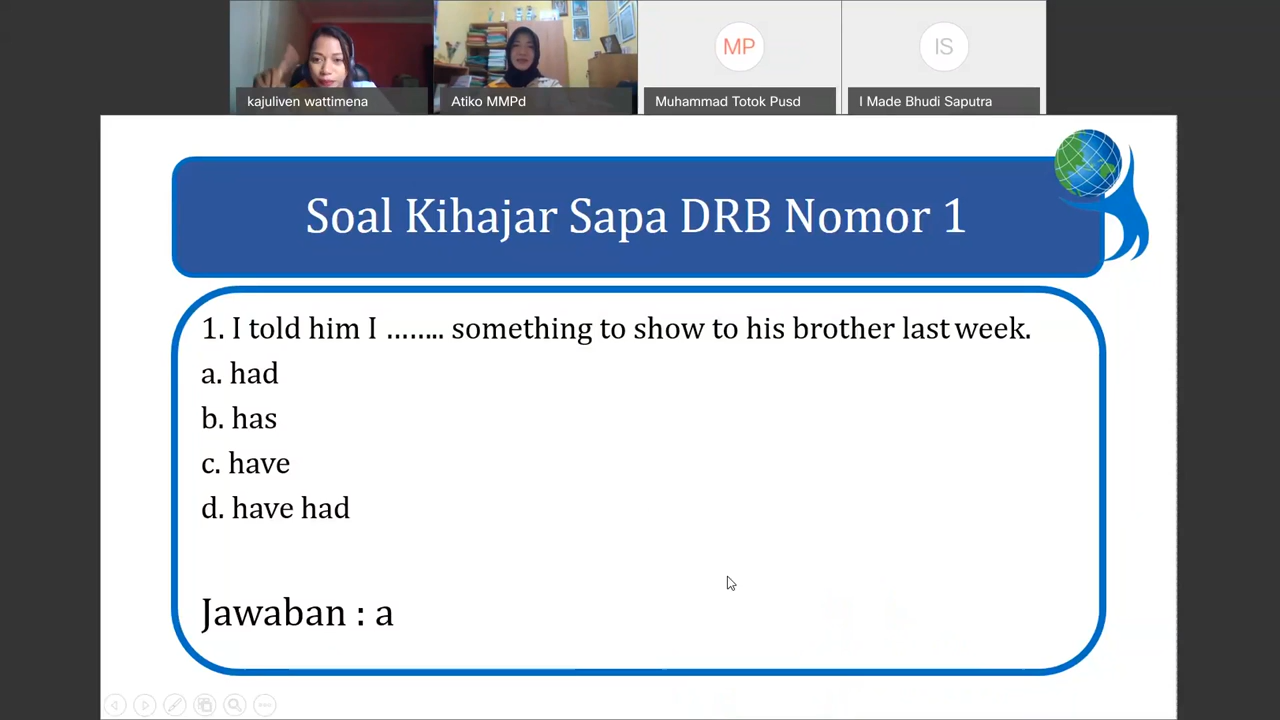 kajuliven wattimena
Atiko MMPd
MP
Muhammad Totok Pusd
IS
I Made Bhudi Saputra
Soal Kihajar Sapa DRB Nomor 1
1. I told him I …….. something to show to his brother last week.
a. had
b. has
c. have
d. have had
Jawaban : a